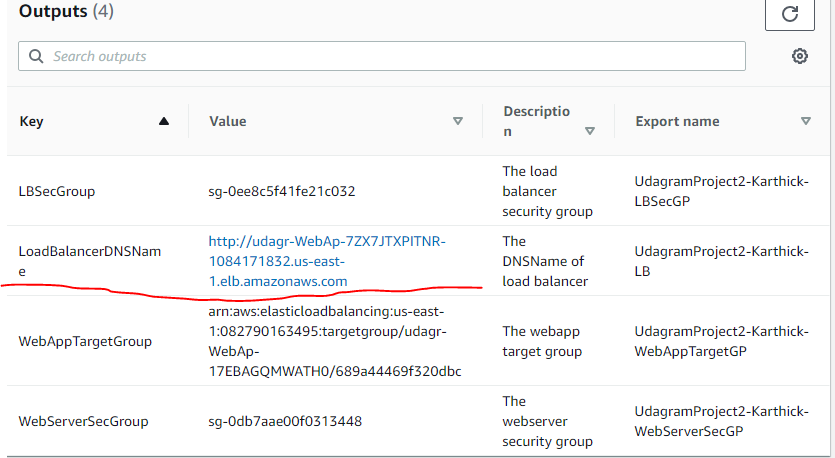 Outputs (4)
Search outputs
Key
Value
Descriptio
n
Export name
LBSecGroup
sg-0ee8c5f41fe21c032
The load
balancer
security group
UdagramProject2-Karthick-
LBSecGP
LoadBalancerDNSNam
e
http://udagr-WebAp-7ZX7JTXPITNR-
1084171832.us-east-
1.elb.amazonaws.com
The
DNSName of
load balancer
UdagramProject2-Karthick-
LB
WebAppTargetGroup
arn:aws:elasticloadbalancing:us-east-
1:082790163495:targetgroup/udagr-
WebAp-
17EBAGQMWATH0/689a44469f320dbc
The webapp
target group
UdagramProject2-Karthick-
WebAppTargetGP
WebServerSecGroup
sg-0db7aae00f0313448
The
webserver
security group
UdagramProject2-Karthick-
WebServerSecGP